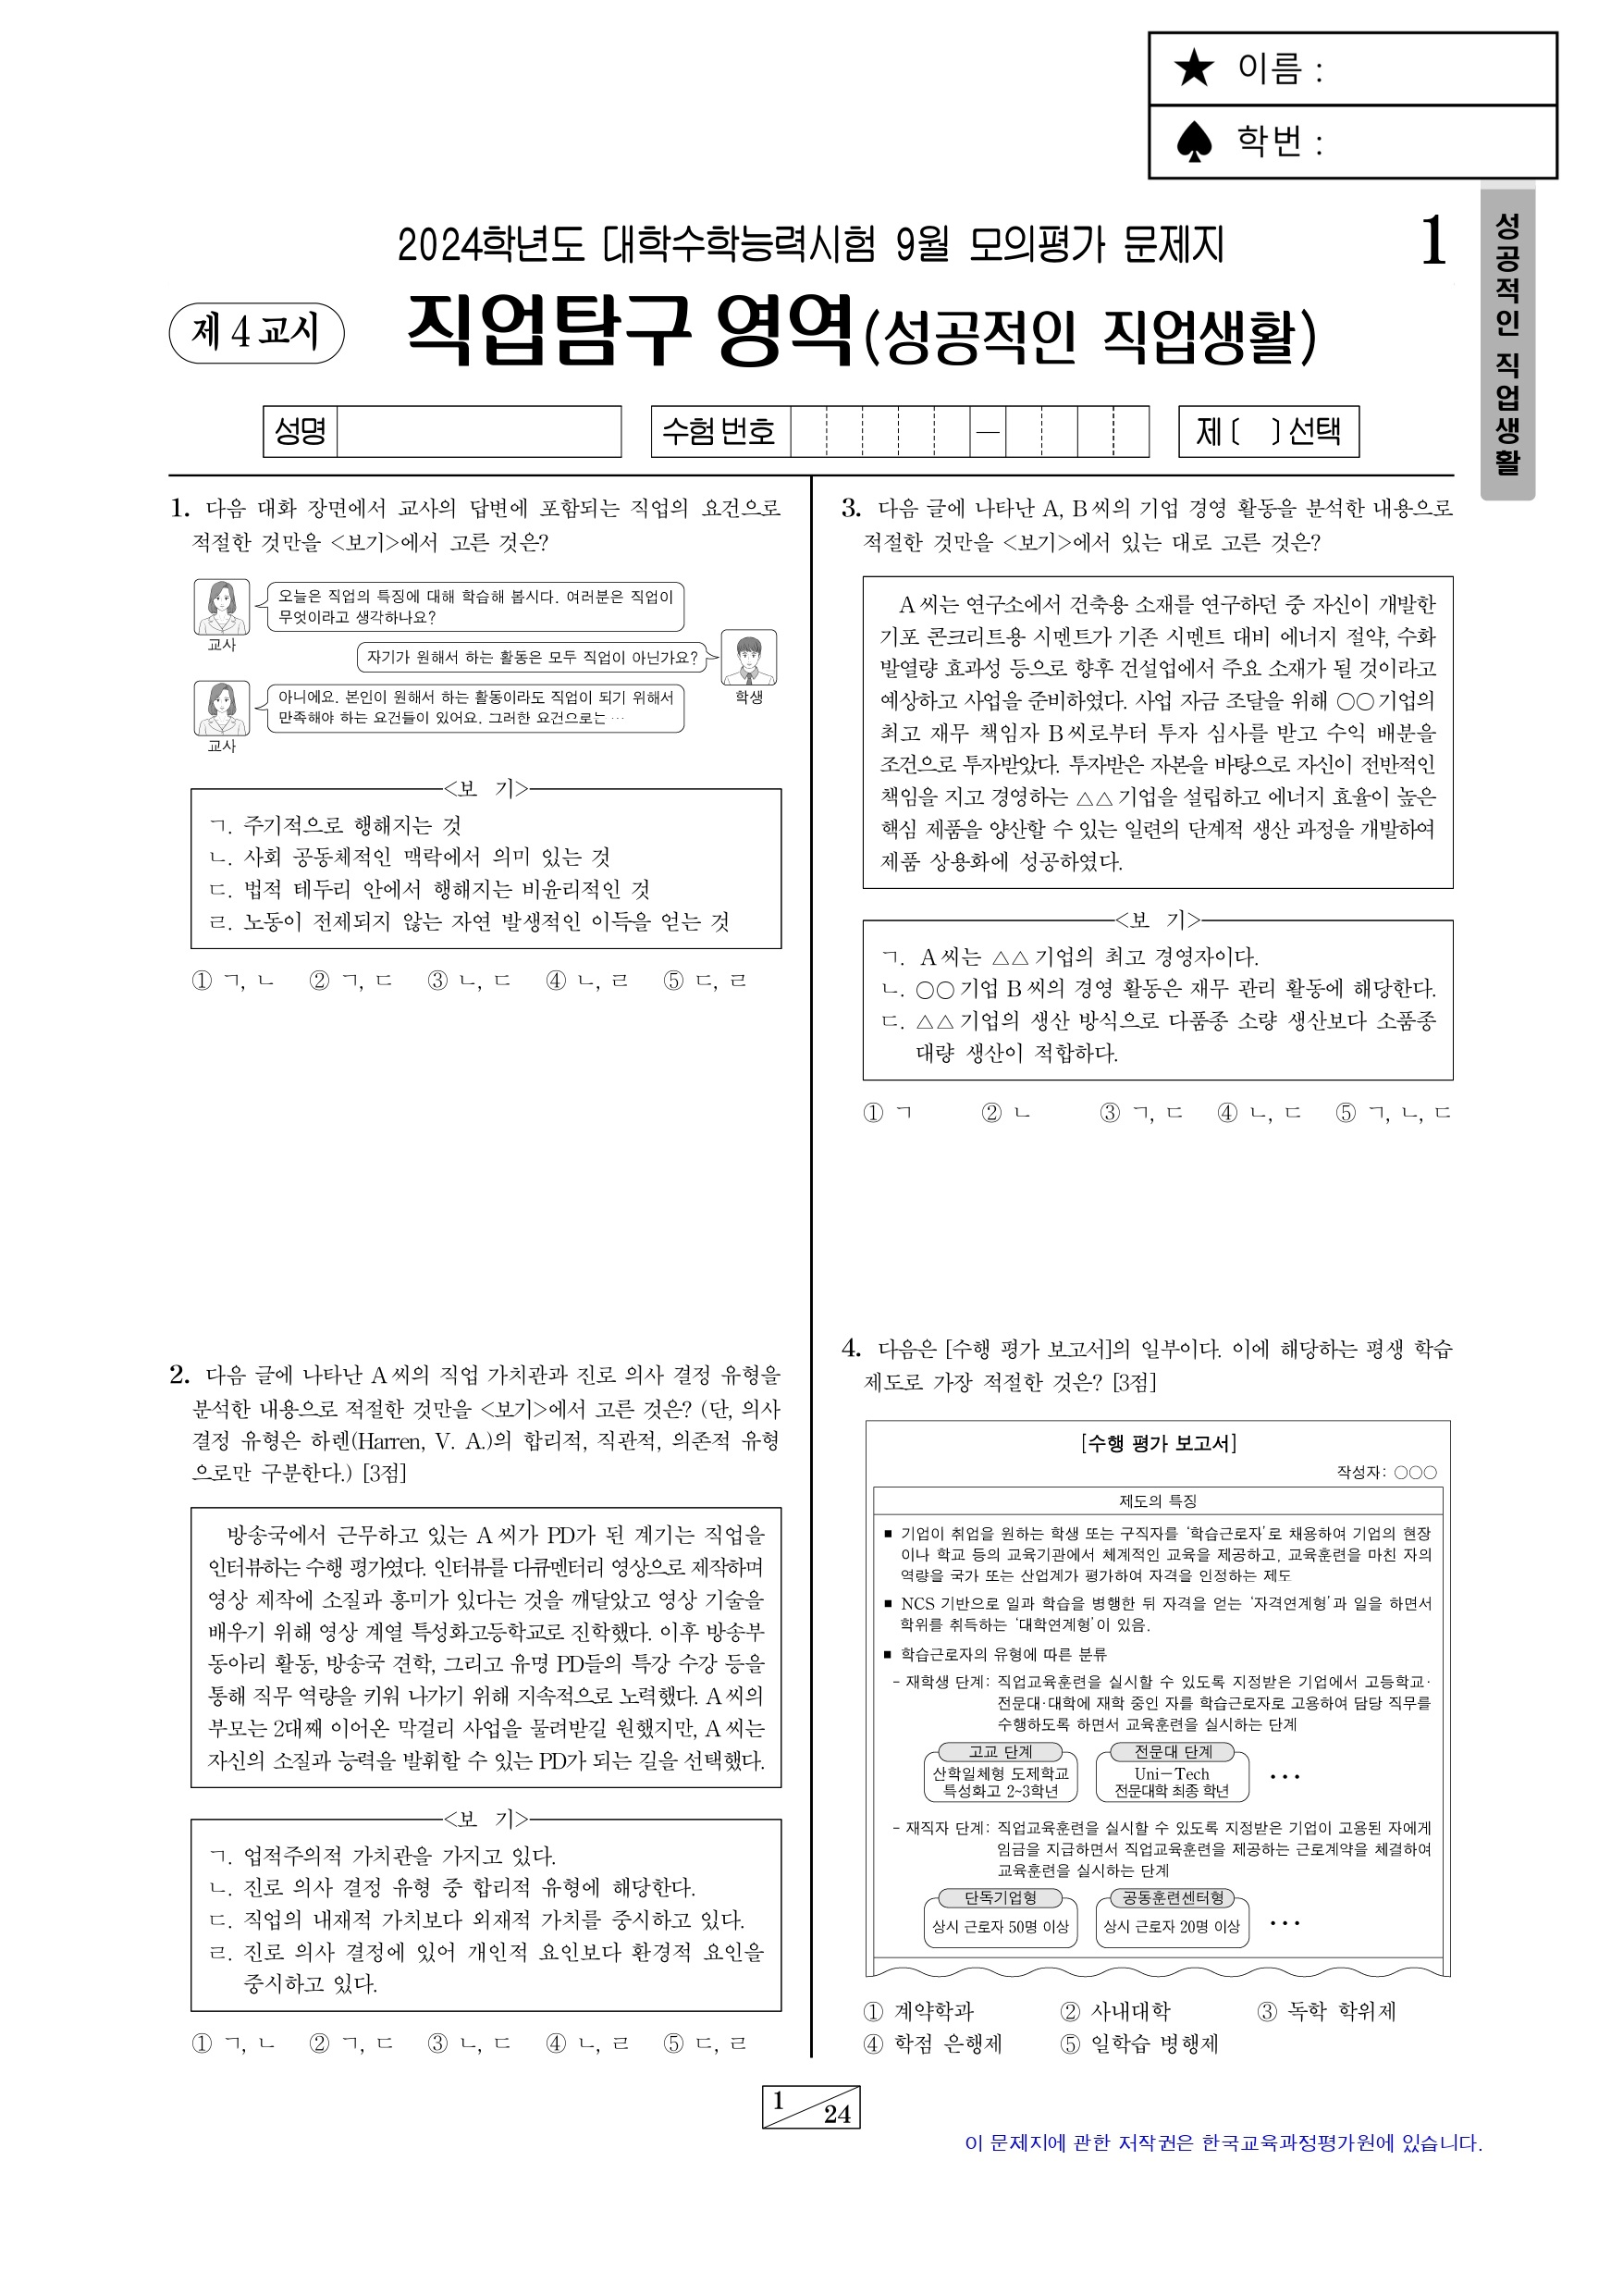 ★ 이름 :
♠ 학번 :
2024학년도 대학수학능력시험 9월 모의평가 문제지
1
제 4 교시
직업탐구 영역(성공적인 직업생활)
성공적인 직업생활
성명
수험번호
—
제〔 〕선택
1. 다음 대화 장면에서 교사의 답변에 포함되는 직업의 요건으로
적절한 것만을 <보기>에서 고른 것은?
오늘은 직업의 특징에 대해 학습해 봅시다. 여러분은 직업이
무엇이라고 생각하나요?
교사
자기가 원해서 하는 활동은 모두 직업이 아닌가요?
학생
아니에요. 본인이 원해서 하는 활동이라도 직업이 되기 위해서
만족해야 하는 요건들이 있어요. 그러한 요건으로는 …
교사
<보 기>
ㄱ. 주기적으로 행해지는 것
ㄴ. 사회 공동체적인 맥락에서 의미 있는 것
ㄷ. 법적 테두리 안에서 행해지는 비윤리적인 것
ㄹ. 노동이 전제되지 않는 자연 발생적인 이득을 얻는 것
① ㄱ, ㄴ ② ㄱ, ㄷ ③ ㄴ, ㄷ ④ ㄴ, ㄹ ⑤ ㄷ, ㄹ
2. 다음 글에 나타난 A씨의 직업 가치관과 진로 의사 결정 유형을
분석한 내용으로 적절한 것만을 <보기>에서 고른 것은? (단, 의사
결정 유형은 하렌(Harren, V. A.)의 합리적, 직관적, 의존적 유형
으로만 구분한다.) [3점]
방송국에서 근무하고 있는 A씨가 PD가 된 계기는 직업을
인터뷰하는 수행 평가였다. 인터뷰를 다큐멘터리 영상으로 제작하며
영상 제작에 소질과 흥미가 있다는 것을 깨달았고 영상 기술을
배우기 위해 영상 계열 특성화고등학교로 진학했다. 이후 방송부
동아리 활동, 방송국 견학, 그리고 유명 PD들의 특강 수강 등을
통해 직무 역량을 키워 나가기 위해 지속적으로 노력했다. A씨의
부모는 2대째 이어온 막걸리 사업을 물려받길 원했지만, A씨는
자신의 소질과 능력을 발휘할 수 있는 PD가 되는 길을 선택했다.
<보 기>
ㄱ. 업적주의적 가치관을 가지고 있다.
ㄴ. 진로 의사 결정 유형 중 합리적 유형에 해당한다.
ㄷ. 직업의 내재적 가치보다 외재적 가치를 중시하고 있다.
ㄹ. 진로 의사 결정에 있어 개인적 요인보다 환경적 요인을
중시하고 있다.
① ㄱ, ㄴ ② ㄱ, ㄷ ③ ㄴ, ㄷ ④ ㄴ, ㄹ ⑤ ㄷ, ㄹ
3. 다음 글에 나타난 A, B씨의 기업 경영 활동을 분석한 내용으로
적절한 것만을 <보기>에서 있는 대로 고른 것은?
A씨는 연구소에서 건축용 소재를 연구하던 중 자신이 개발한
기포 콘크리트용 시멘트가 기존 시멘트 대비 에너지 절약, 수화
발열량 효과성 등으로 향후 건설업에서 주요 소재가 될 것이라고
예상하고 사업을 준비하였다. 사업 자금 조달을 위해 ○○기업의
최고 재무 책임자 B씨로부터 투자 심사를 받고 수익 배분을
조건으로 투자받았다. 투자받은 자본을 바탕으로 자신이 전반적인
책임을 지고 경영하는 △△기업을 설립하고 에너지 효율이 높은
핵심 제품을 양산할 수 있는 일련의 단계적 생산 과정을 개발하여
제품 상용화에 성공하였다.
<보 기>
ㄱ. A씨는 △△기업의 최고 경영자이다.
ㄴ. ○○기업 B씨의 경영 활동은 재무 관리 활동에 해당한다.
ㄷ. △△기업의 생산 방식으로 다품종 소량 생산보다 소품종
대량 생산이 적합하다.
① ㄱ ② ㄴ ③ ㄱ, ㄷ ④ ㄴ, ㄷ ⑤ ㄱ, ㄴ, ㄷ
4. 다음은 [수행 평가 보고서]의 일부이다. 이에 해당하는 평생 학습
제도로 가장 적절한 것은? [3점]
[수행 평가 보고서]
작성자: ○○○
제도의 특징
■ 기업이 취업을 원하는 학생 또는 구직자를 ‘학습근로자’로 채용하여 기업의 현장
이나 학교 등의 교육기관에서 체계적인 교육을 제공하고, 교육훈련을 마친 자의
역량을 국가 또는 산업계가 평가하여 자격을 인정하는 제도
■ NCS 기반으로 일과 학습을 병행한 뒤 자격을 얻는 ‘자격연계형’과 일을 하면서
학위를 취득하는 ‘대학연계형’이 있음.
■ 학습근로자의 유형에 따른 분류
- 재학생 단계: 직업교육훈련을 실시할 수 있도록 지정받은 기업에서 고등학교·
전문대·대학에 재학 중인 자를 학습근로자로 고용하여 담당 직무를
수행하도록 하면서 교육훈련을 실시하는 단계
고교 단계 전문대 단계
산학일체형 도제학교 Uni-Tech …
특성화고 2~3학년 전문대학 최종 학년
- 재직자 단계: 직업교육훈련을 실시할 수 있도록 지정받은 기업이 고용된 자에게
임금을 지급하면서 직업교육훈련을 제공하는 근로계약을 체결하여
교육훈련을 실시하는 단계
단독기업형 공동훈련센터형
상시 근로자 50명 이상 상시 근로자 20명 이상 …
① 계약학과 ② 사내대학 ③ 독학 학위제
④ 학점 은행제 ⑤ 일학습 병행제
1
24
이 문제지에 관한 저작권은 한국교육과정평가원에 있습니다.